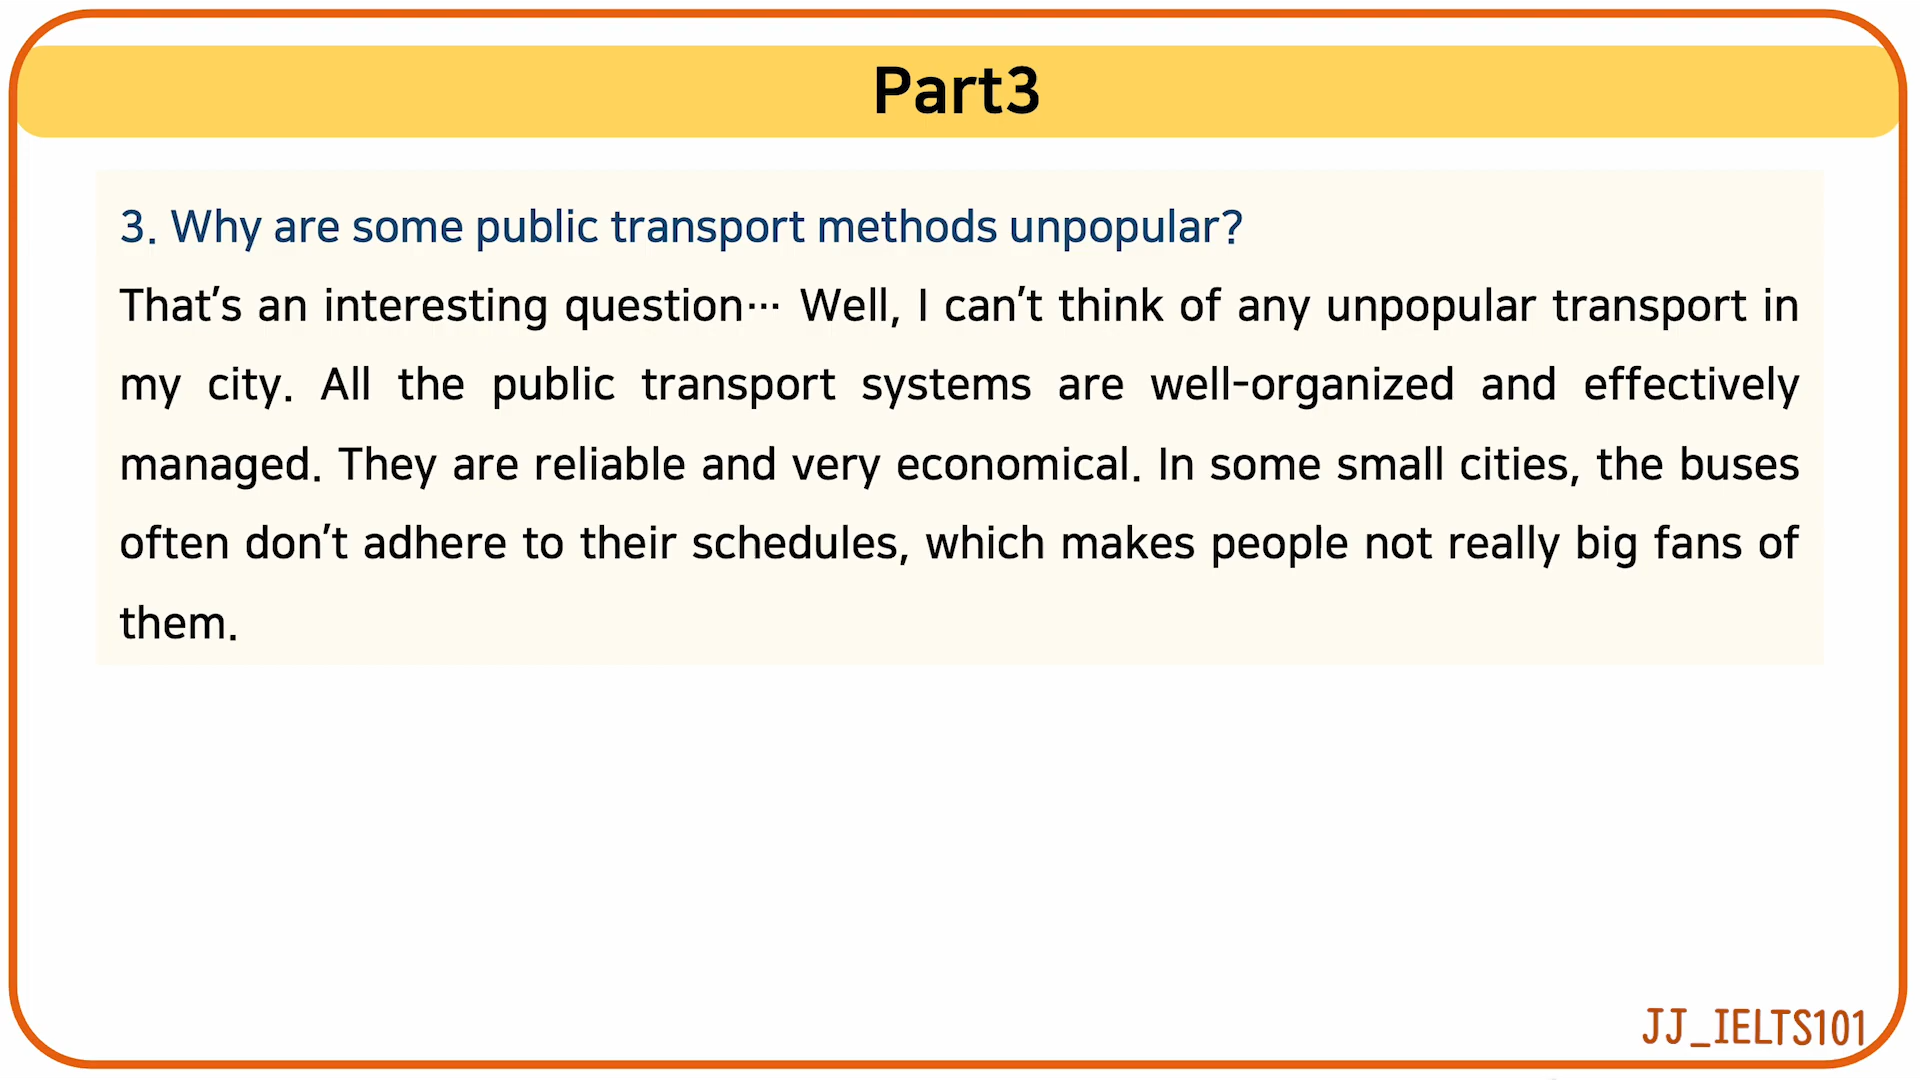 Part3
3. Why are some public transport methods unpopular?
That's an interesting question⋯ Well, I can't think of any unpopular transport in
my city. All the public transport systems are well-organized and effectively
managed. They are reliable and very economical. In some small cities, the buses
often don't adhere to their schedules, which makes people not really big fans of
them.
JJ_IELTS101